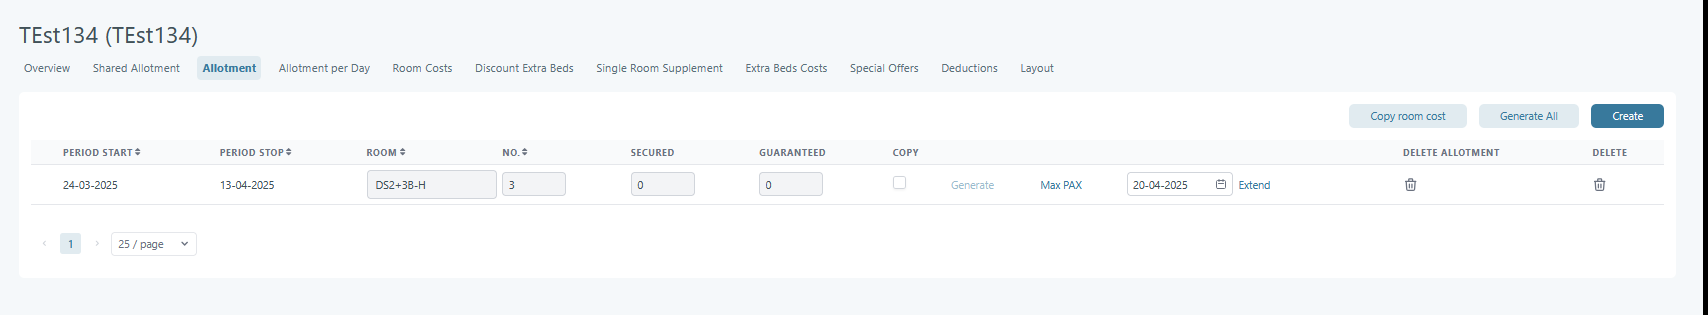 TEst134 (TEst134)
Overview Shared Allotment Allotment Allotment per Day Room Costs Discount Extra Beds Single Room Supplement Extra Beds Costs Special Offers Deductions Layout
Copy room cost Generate All Create
PERIOD START PERIOD STOP ROOM NO. SECURED GUARANTEED COPY DELETE ALLOTMENT DELETE
24-03-2025 13-04-2025 DS2+3B-H 3 0 0 Generate Max PAX 20-04-2025 Extend
1 25 / page